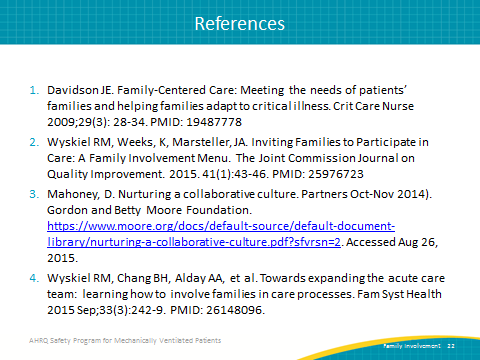 References
1. Davidson JE. Family-Centered Care: Meeting the needs of patients’
families and helping families adapt to critical illness. Crit Care Nurse
2009;29(3): 28-34. PMID: 19487778
2. Wyskiel RM, Weeks, K, Marsteller, JA. Inviting Families to Participate in
Care: A Family Involvement Menu. The Joint Commission Journal on
Quality Improvement. 2015. 41(1):43-46. PMID: 25976723
3. Mahoney, D. Nurturing a collaborative culture. Partners Oct-Nov 2014).
Gordon and Betty Moore Foundation.
https://www.moore.org/docs/default-source/default-document-
library/nurturing-a-collaborative-culture.pdf?sfvrsn=2. Accessed Aug 26,
2015.
4. Wyskiel RM, Chang BH, Alday AA, et al. Towards expanding the acute care
team: learning how to involve families in care processes. Fam Syst Health
2015 Sep;33(3):242-9. PMID: 26148096.
AHRQ Safety Program for Mechanically Ventilated Patients
Family Involvement 22